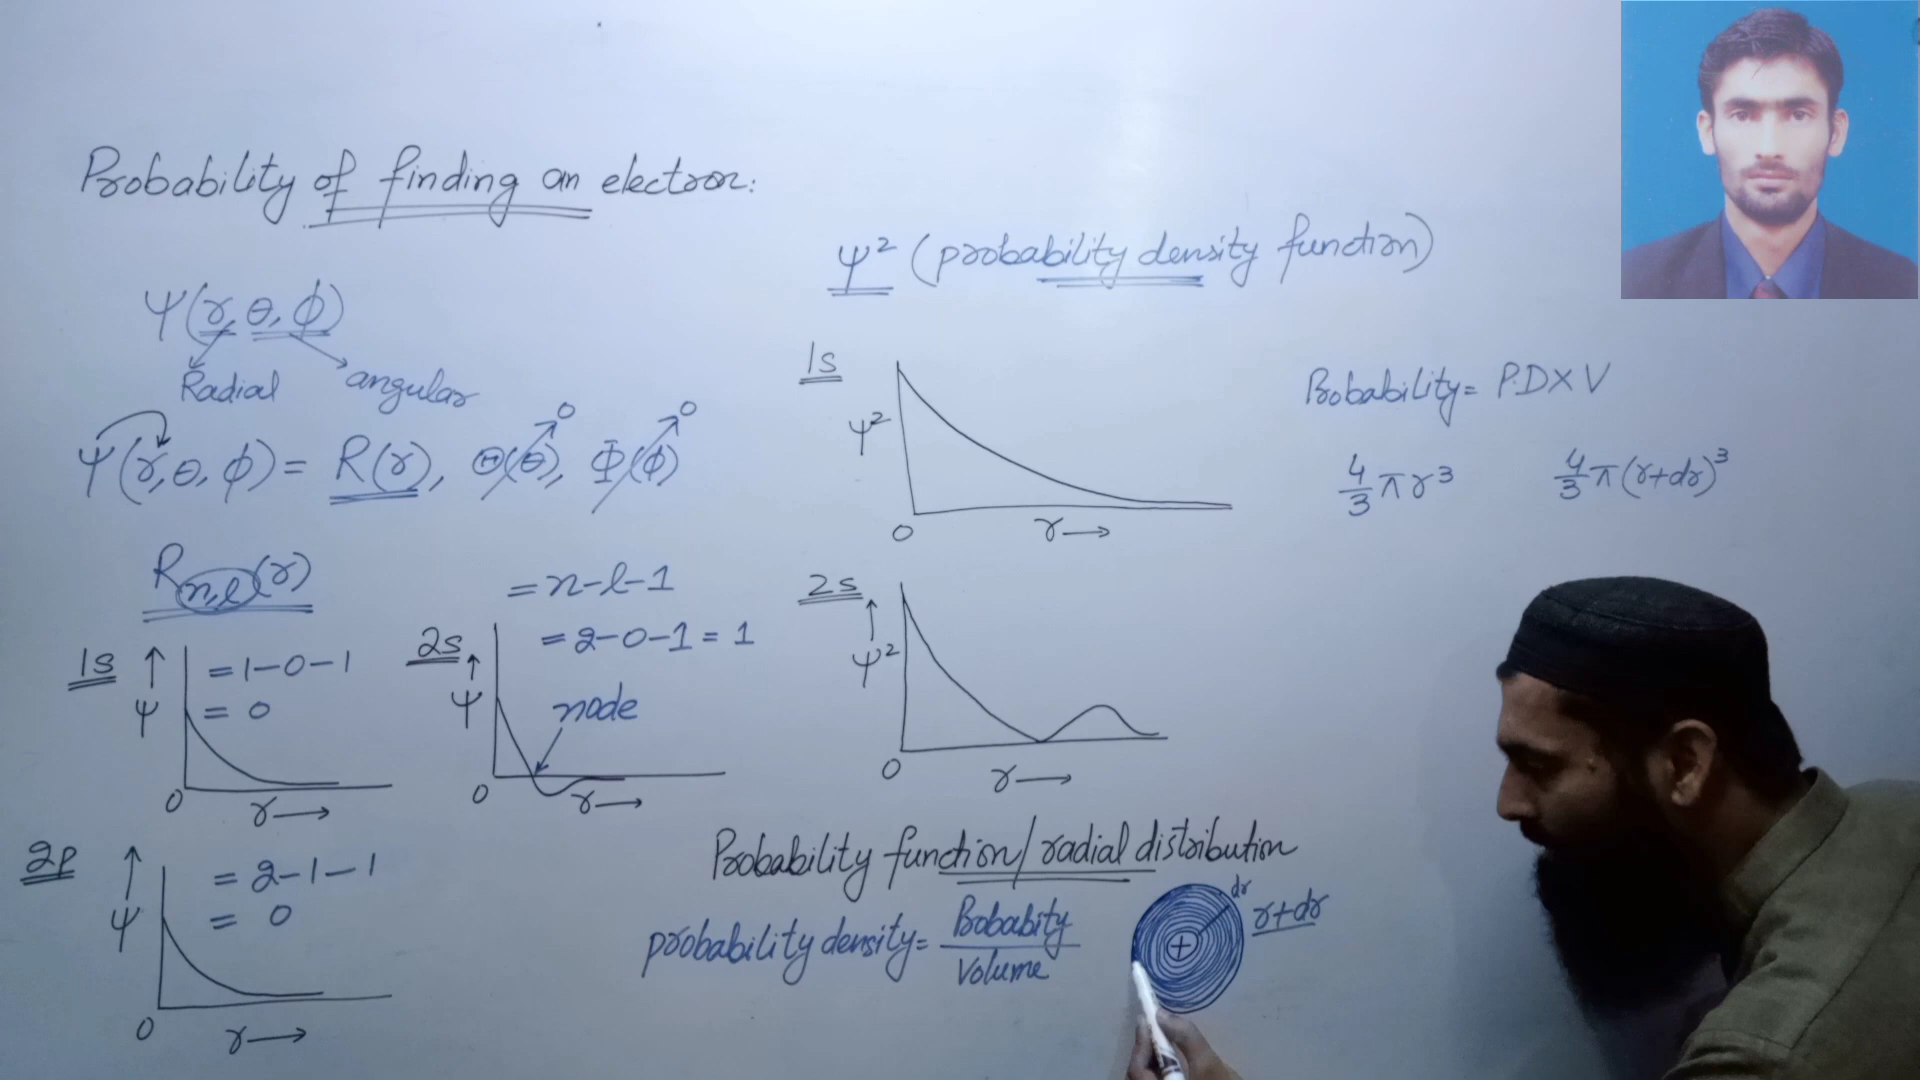 Probability of finding an electron:
Ψ(r, θ, ϕ)
Radial
angular
Ψ(r, θ, ϕ) = R(r), Θ(θ), Φ(ϕ)
0
0
R n,l (r)
1s
Ψ
= 1-0-1
= 0
0
r→
2s
Ψ
= n-l-1
= 2-0-1 = 1
node
0
r→
2p
Ψ
= 2-1-1
= 0
0
r→
Ψ² (probability density function)
1s
Ψ²
0
r→
2s
Ψ²
0
r→
Probability = P.D X V
4/3 π r³
4/3 π (r+dr)³
Probability function/radial distribution
probability density = Probabity / Volume
+
dr
r+dr